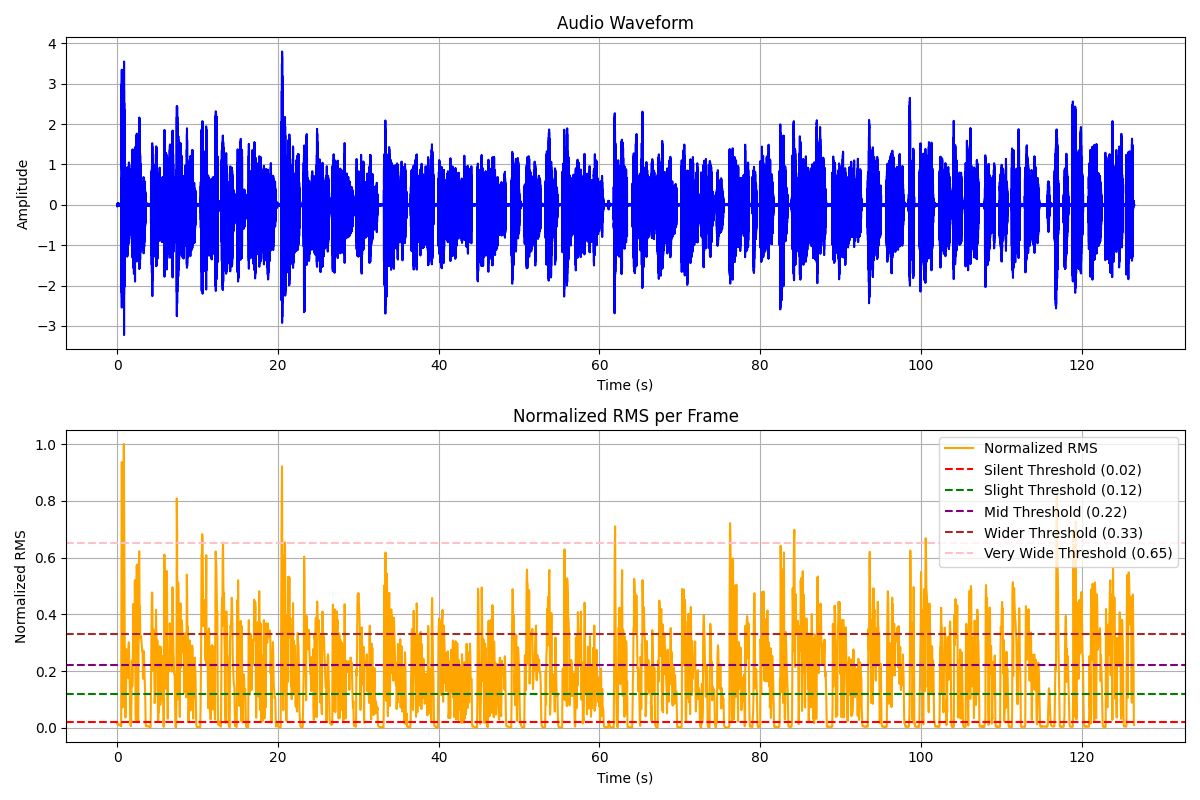 Audio Waveform
4
3
2
1
0
−1
−2
−3
Amplitude
0 20 40 60 80 100 120
Time (s)
Normalized RMS per Frame
1.0
0.8
0.6
0.4
0.2
0.0
Normalized RMS
Normalized RMS
Silent Threshold (0.02)
Slight Threshold (0.12)
Mid Threshold (0.22)
Wider Threshold (0.33)
Very Wide Threshold (0.65)
0 20 40 60 80 100 120
Time (s)